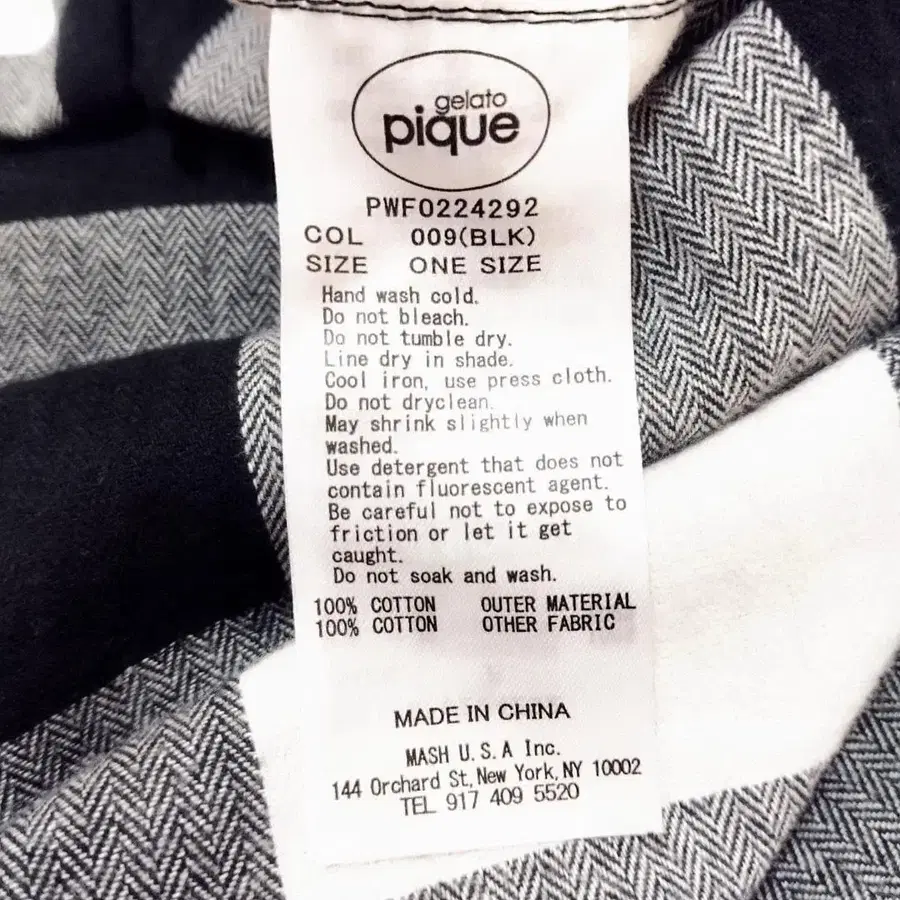 gelato
pique
PWF0224292
COL 009(BLK)
SIZE ONE SIZE
Hand wash cold.
Do not bleach.
Do not tumble dry.
Line dry in shade.
Cool iron, use press cloth.
Do not dryclean.
May shrink slightly when
washed.
Use detergent that does not
contain fluorescent agent.
Be careful not to expose to
friction or let it get
caught.
Do not soak and wash.
100% COTTON OUTER MATERIAL
100% COTTON OTHER FABRIC
MADE IN CHINA
MASH U.S.A Inc.
144 Orchard St, New York, NY 10002
TEL 917 409 5520